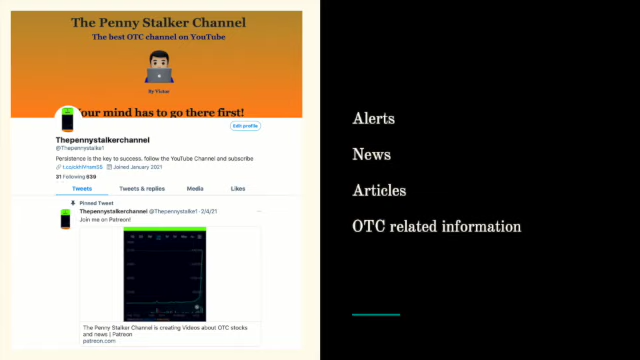 The Penny Stalker Channel
The best OTC channel on YouTube
By Victor
Your mind has to go there first!
Edit profile
Thepennystalkerchannel
@Thepennystalke1
Persistence is the key to success. follow the YouTube Channel and subscribe
Joined January 2021
31 Following 639
Tweets Tweets & replies Media Likes
Pinned Tweet
Thepennystalkerchannel @Thepennystalke1 · 2/4/21
Join me on Patreon!
The Penny Stalker Channel is creating Videos about OTC stocks
and news | Patreon
patreon.com
Alerts
News
Articles
OTC related information